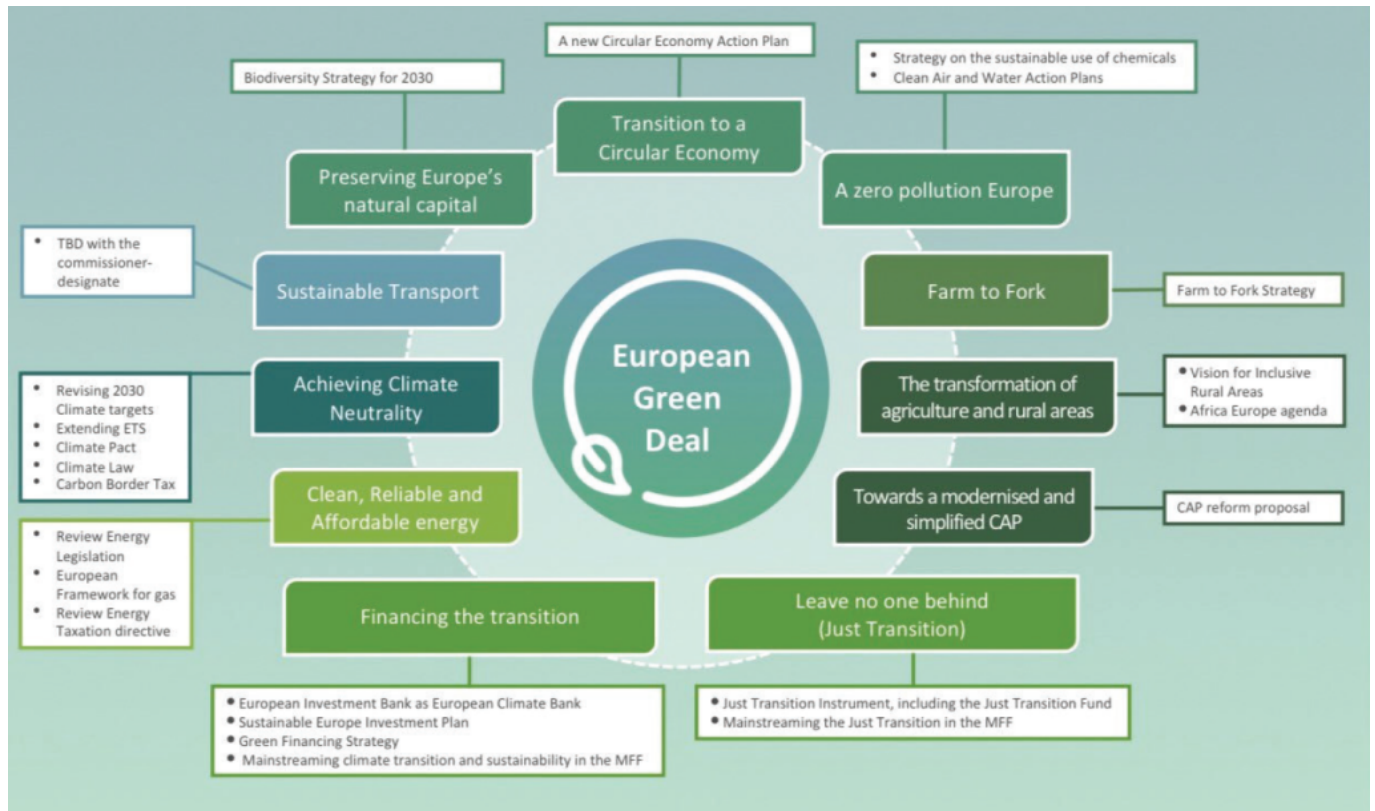 A new Circular Economy Action Plan
Biodiversity Strategy for 2030
• Strategy on the sustainable use of chemicals
• Clean Air and Water Action Plans
Transition to a
Circular Economy
Preserving Europe's
natural capital
A zero pollution Europe
• TBD with the
commissioner-
designate
Sustainable Transport
Farm to Fork
Farm to Fork Strategy
European
Green
Deal
• Revising 2030
Climate targets
• Extending ETS
• Climate Pact
• Climate Law
• Carbon Border Tax
Achieving Climate
Neutrality
The transformation of
agriculture and rural areas
• Vision for Inclusive
Rural Areas
• Africa Europe agenda
Clean, Reliable and
Affordable energy
Towards a modernised and
simplified CAP
CAP reform proposal
• Review Energy
Legislation
• European
Framework for gas
• Review Energy
Taxation directive
Financing the transition
Leave no one behind
(Just Transition)
• European Investment Bank as European Climate Bank
• Sustainable Europe Investment Plan
• Green Financing Strategy
• Mainstreaming climate transition and sustainability in the MFF
• Just Transition Instrument, including the Just Transition Fund
• Mainstreaming the Just Transition in the MFF